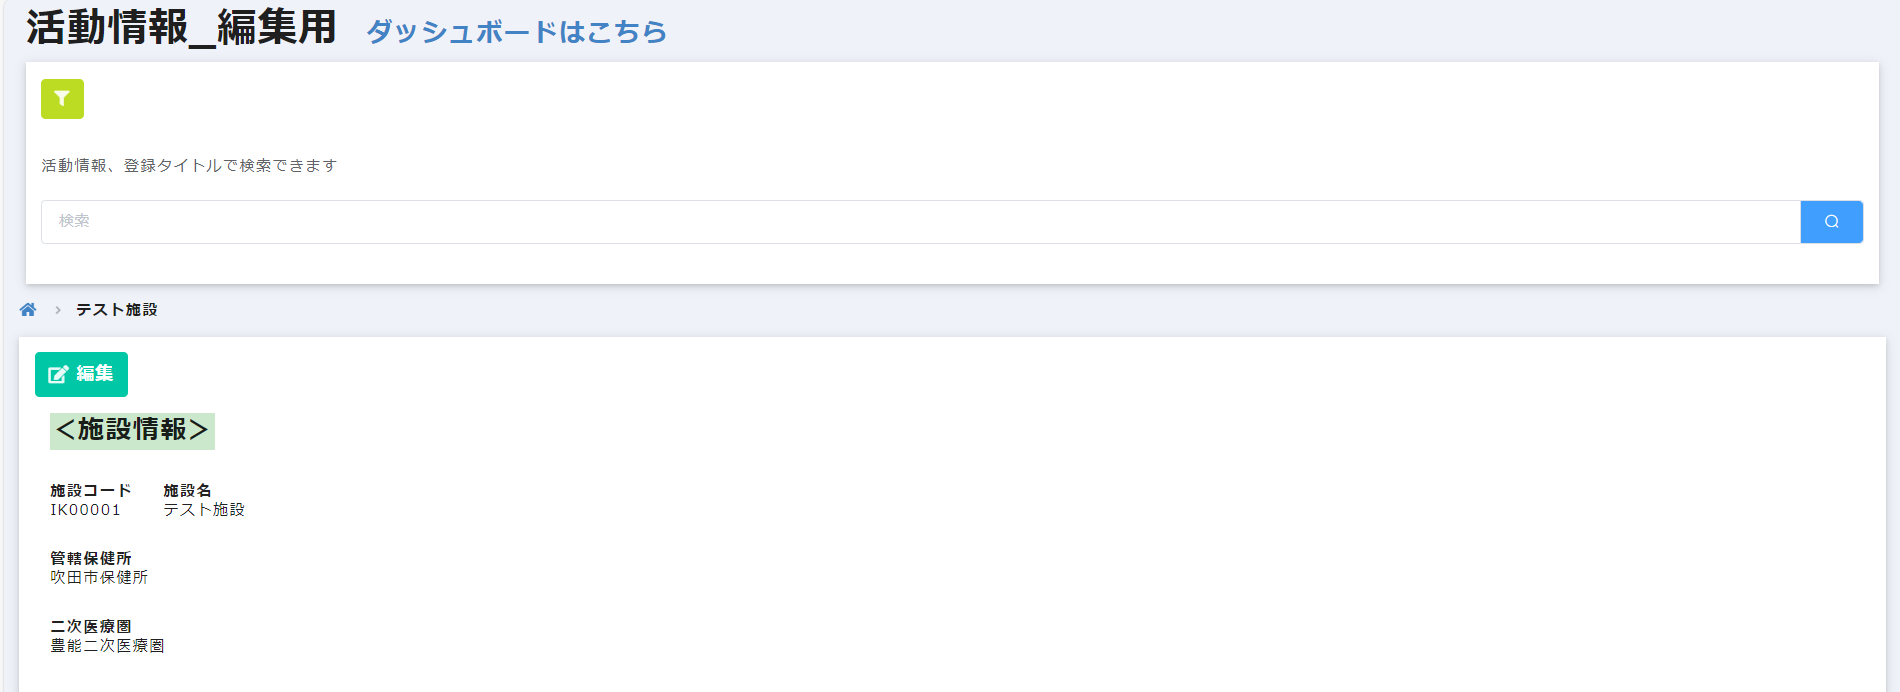 活動情報_編集用 ダッシュボードはこちら
活動情報、登録タイトルで検索できます
検索
テスト施設
編集
＜施設情報＞
施設コード 施設名
IK00001 テスト施設
管轄保健所
吹田市保健所
二次医療圏
豊能二次医療圏